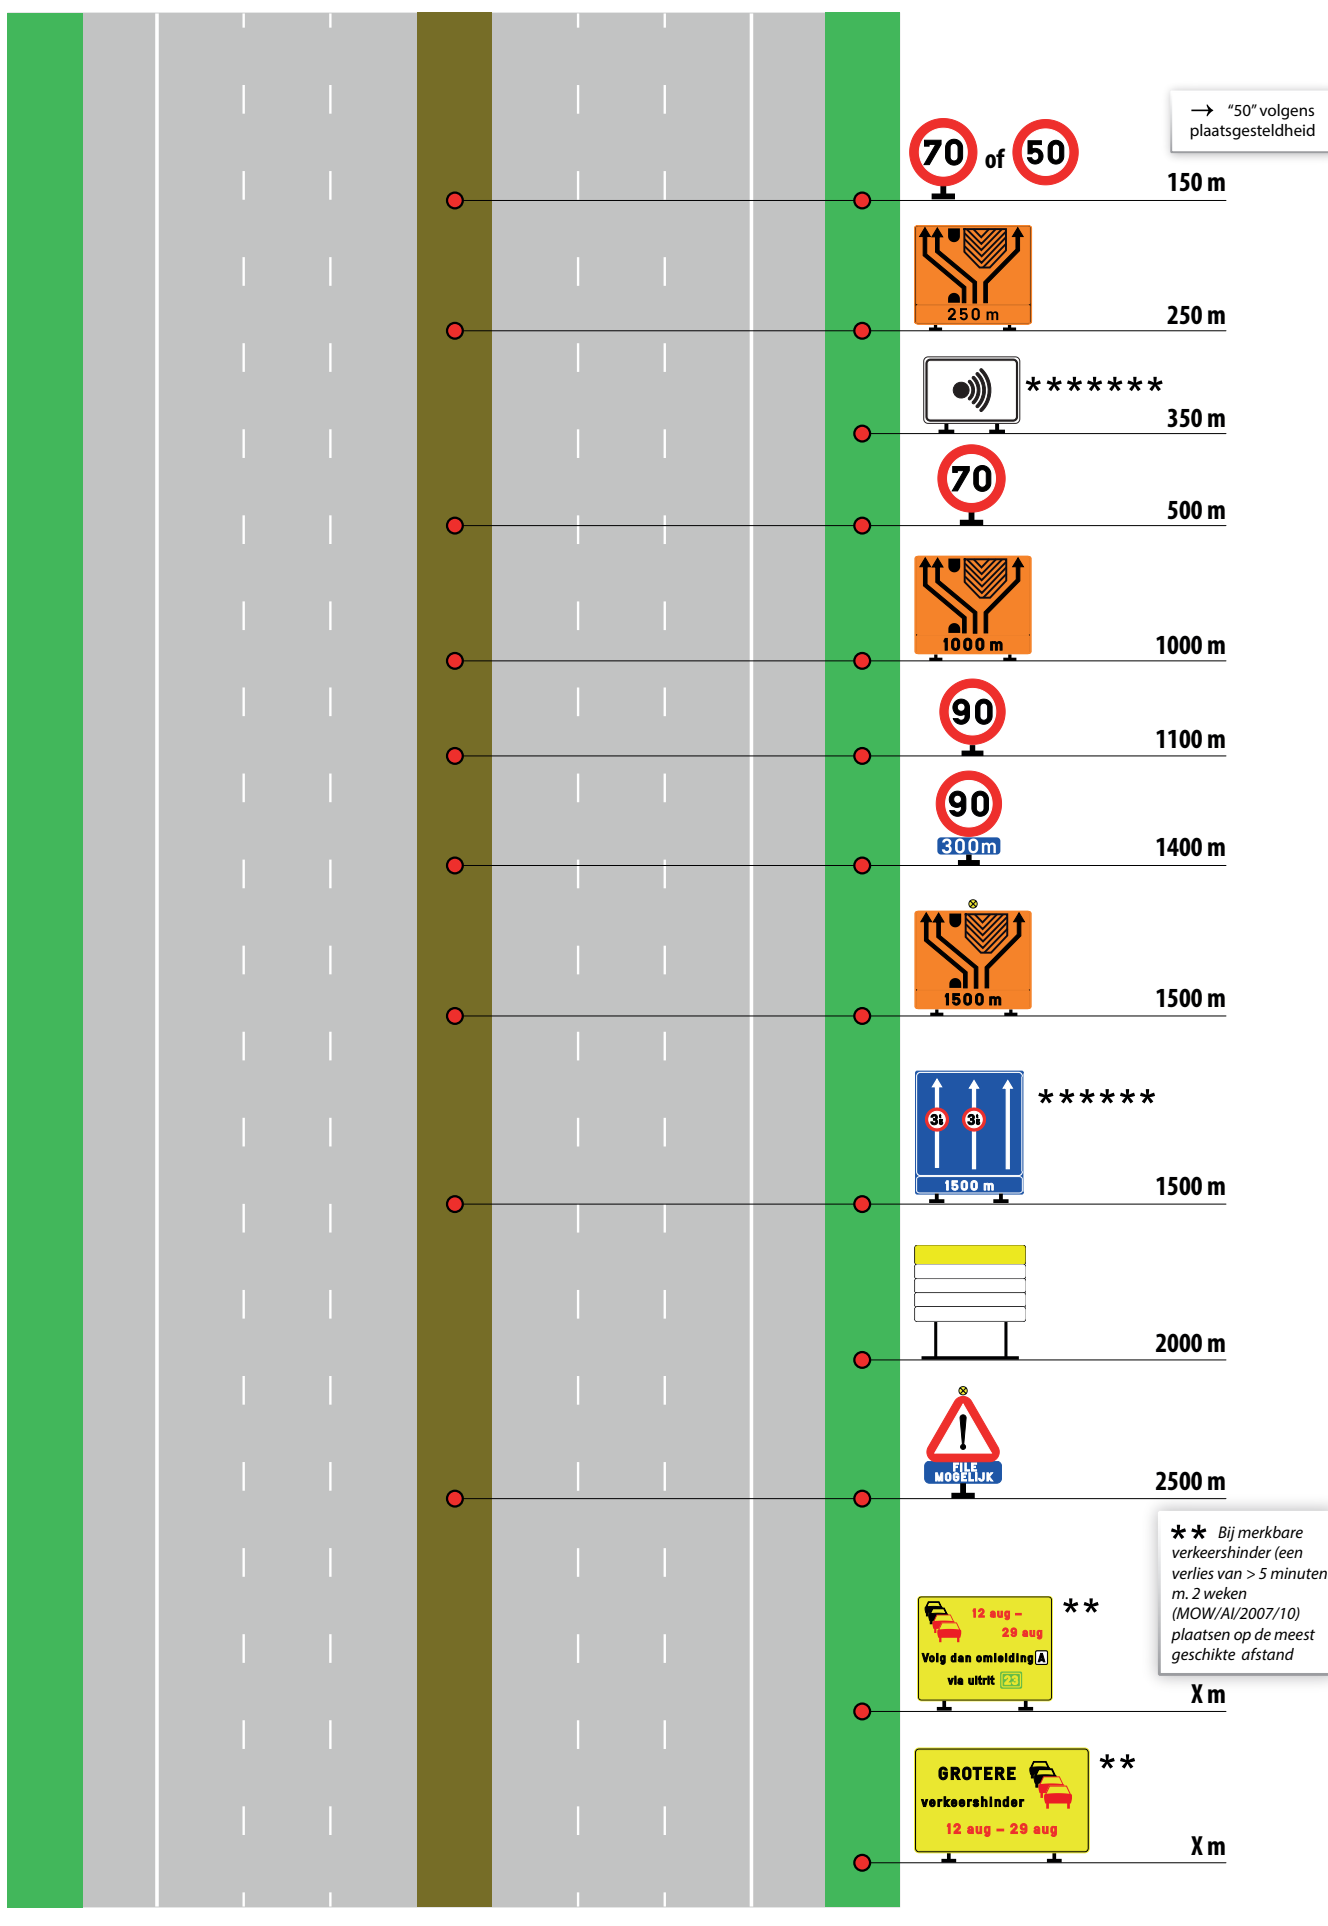 → “50” volgens
plaatsgesteldheid
70 of 50
150 m
250 m
250 m
*******
350 m
70
500 m
1000 m
1000 m
90
1100 m
90
300m
1400 m
1500 m
1500 m
******
1500 m
1500 m
2000 m
FILE
MOGELIJK
2500 m
** Bij merkbare
verkeershinder (een
verlies van > 5 minuten
m. 2 weken
(MOW/AI/2007/10)
plaatsen op de meest
geschikte afstand
**
12 aug –
29 aug
Volg dan omleiding A
via uitrit 23
X m
**
GROTERE
verkeershinder
12 aug – 29 aug
X m